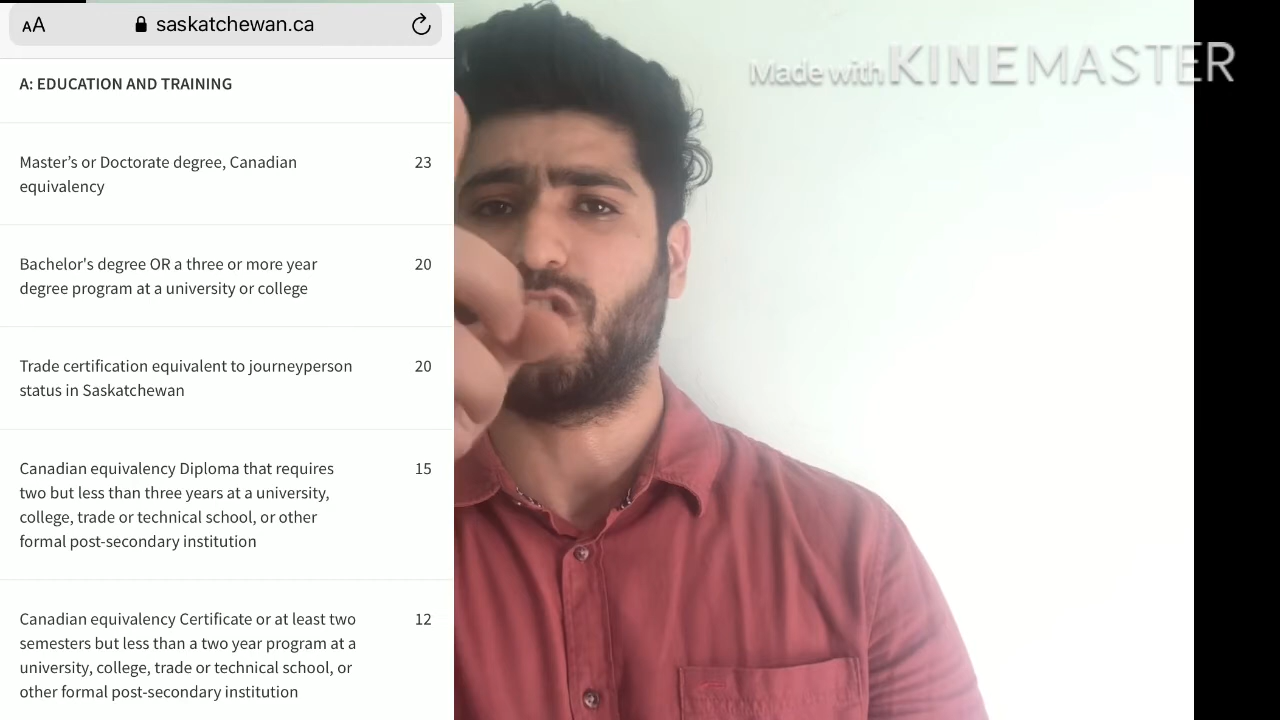 AA saskatchewan.ca
Made with KINEMASTER
A: EDUCATION AND TRAINING
Master's or Doctorate degree, Canadian 23
equivalency
Bachelor's degree OR a three or more year 20
degree program at a university or college
Trade certification equivalent to journeyperson 20
status in Saskatchewan
Canadian equivalency Diploma that requires 15
two but less than three years at a university,
college, trade or technical school, or other
formal post-secondary institution
Canadian equivalency Certificate or at least two 12
semesters but less than a two year program at a
university, college, trade or technical school, or
other formal post-secondary institution